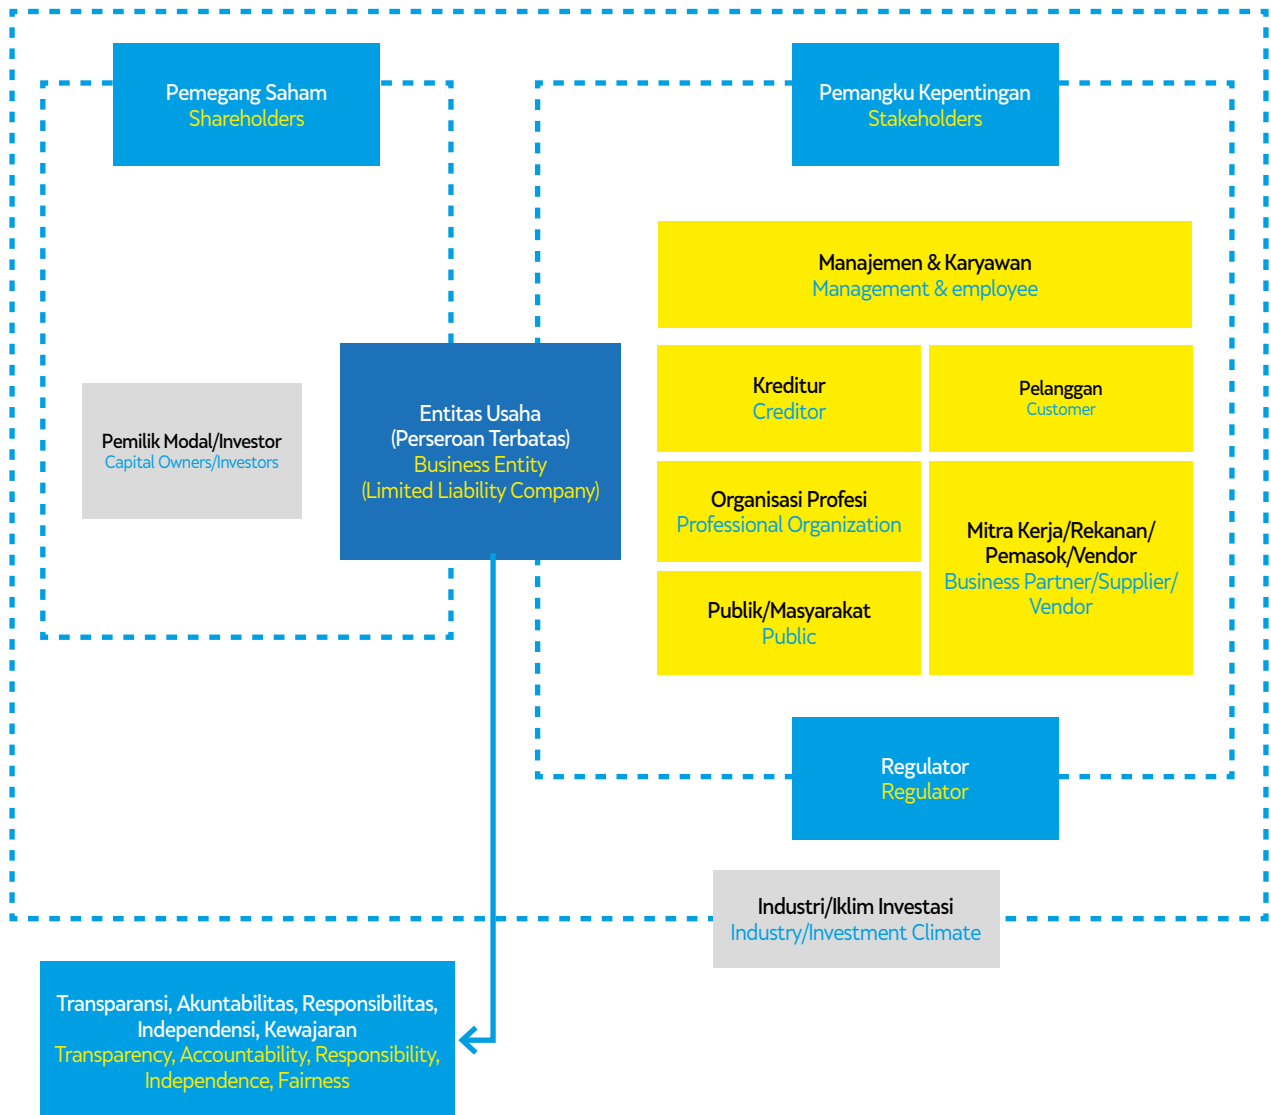 Pemegang Saham
Shareholders
Pemangku Kepentingan
Stakeholders
Manajemen & Karyawan
Management & employee
Kreditur
Creditor
Pelanggan
Customer
Pemilik Modal/Investor
Capital Owners/Investors
Entitas Usaha
(Perseroan Terbatas)
Business Entity
(Limited Liability Company)
Organisasi Profesi
Professional Organization
Mitra Kerja/Rekanan/
Pemasok/Vendor
Business Partner/Supplier/
Vendor
Publik/Masyarakat
Public
Regulator
Regulator
Industri/Iklim Investasi
Industry/Investment Climate
Transparansi, Akuntabilitas, Responsibilitas,
Independensi, Kewajaran
Transparency, Accountability, Responsibility,
Independence, Fairness